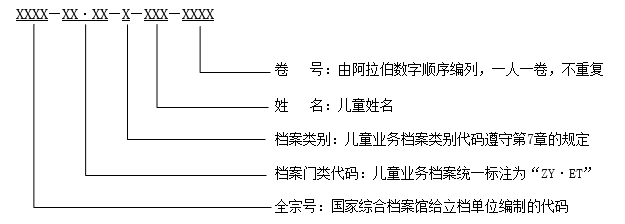 XXXX—XX·XX—X—XXX—XXXX
卷　号：由阿拉伯数字顺序编列，一人一卷，不重复
姓　名：儿童姓名
档案类别：儿童业务档案类别代码遵守第7章的规定
档案门类代码：儿童业务档案统一标注为“ZY·ET”
全宗号：国家综合档案馆给立档单位编制的代码